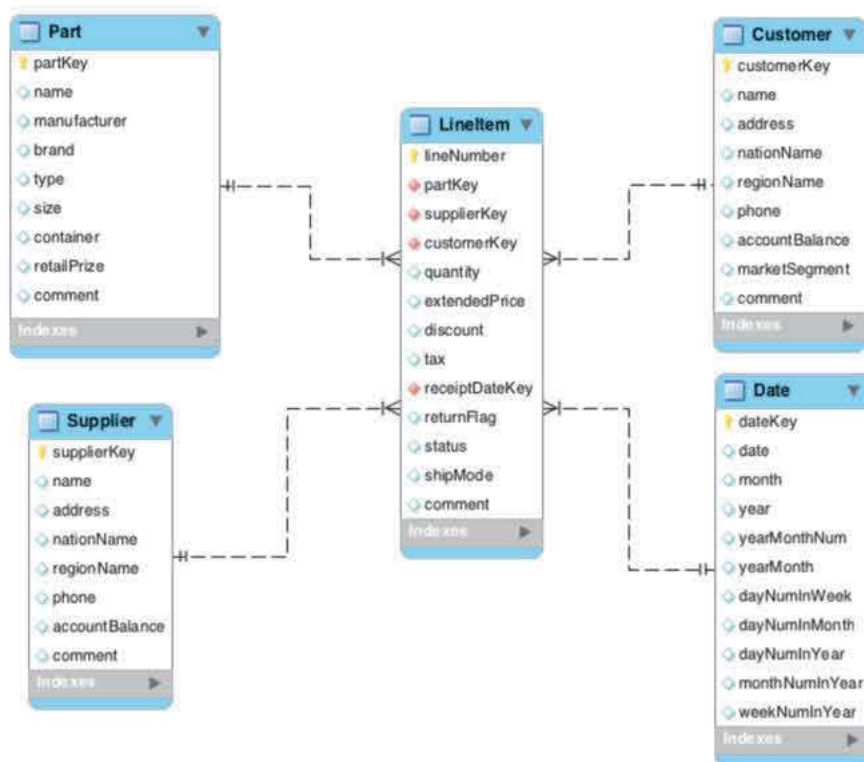 Part
partKey
name
manufacturer
brand
type
size
container
retailPrize
comment
Indexes
Supplier
supplierKey
name
address
nationName
regionName
phone
accountBalance
comment
Indexes
LineItem
lineNumber
partKey
supplierKey
customerKey
quantity
extendedPrice
discount
tax
receiptDateKey
returnFlag
status
shipMode
comment
Indexes
Customer
customerKey
name
address
nationName
regionName
phone
accountBalance
marketSegment
comment
Indexes
Date
dateKey
date
month
year
yearMonthNum
yearMonth
dayNumInWeek
dayNumInMonth
dayNumInYear
monthNumInYear
weekNumInYear
Indexes